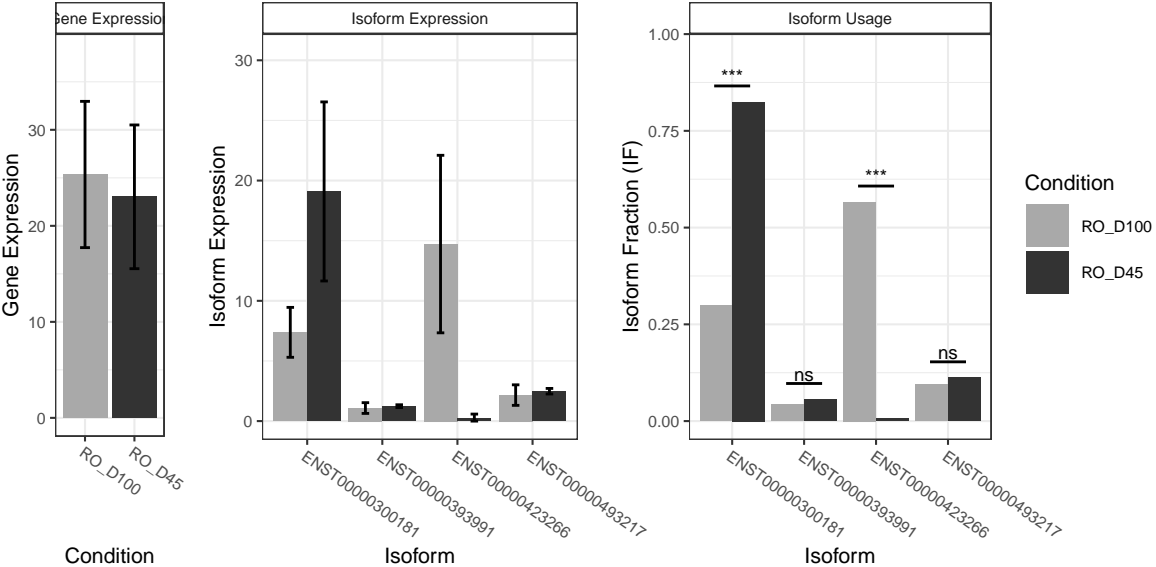 Gene Expression
Isoform Expression
Isoform Usage
Gene Expression
30
20
10
0
RO_D100
RO_D45
Condition
Isoform Expression
30
20
10
0
ENST00000300181
ENST00000393991
ENST00000423266
ENST00000493217
Isoform
Isoform Fraction (IF)
1.00
0.75
0.50
0.25
0.00
***
ns
***
ns
ENST00000300181
ENST00000393991
ENST00000423266
ENST00000493217
Isoform
Condition
RO_D100
RO_D45